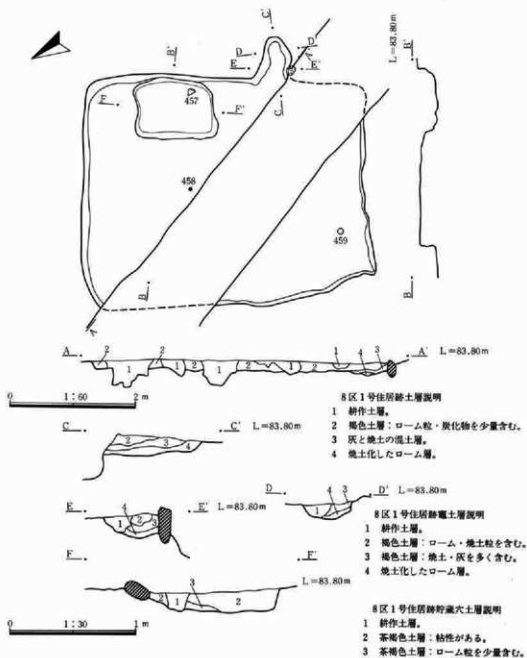 C'
D
D'
E
E'
A'
B'
L=83.80m
B'
F
F'
457
C
458
459
B
B
A
A
A'
L=83.80m
2
2
1
1
2
1
2
1
2
1
2
4
3
0
1:60
2 m
8区1号住居跡土層説明
1 耕作土層。
2 褐色土層:ローム粒・炭化物を少量含む。
3 灰と焼土の混土層。
4 焼土化したローム層。
C
C'
L=83.80m
2
3
4
D
D'
L=83.80m
4
3
1
E
E'
L=83.80m
4
1
2
3
8区1号住居跡竈土層説明
1 耕作土層。
2 褐色土層:ローム・焼土粒を含む。
3 褐色土層:焼土・灰を多く含む。
4 焼土化したローム層。
F
F'
L=83.80m
2
1
3
2
0
1:30
1 m
8区1号住居跡貯蔵穴土層説明
1 耕作土層。
2 茶褐色土層:粘性がある。
3 茶褐色土層:ローム粒を少量含む。